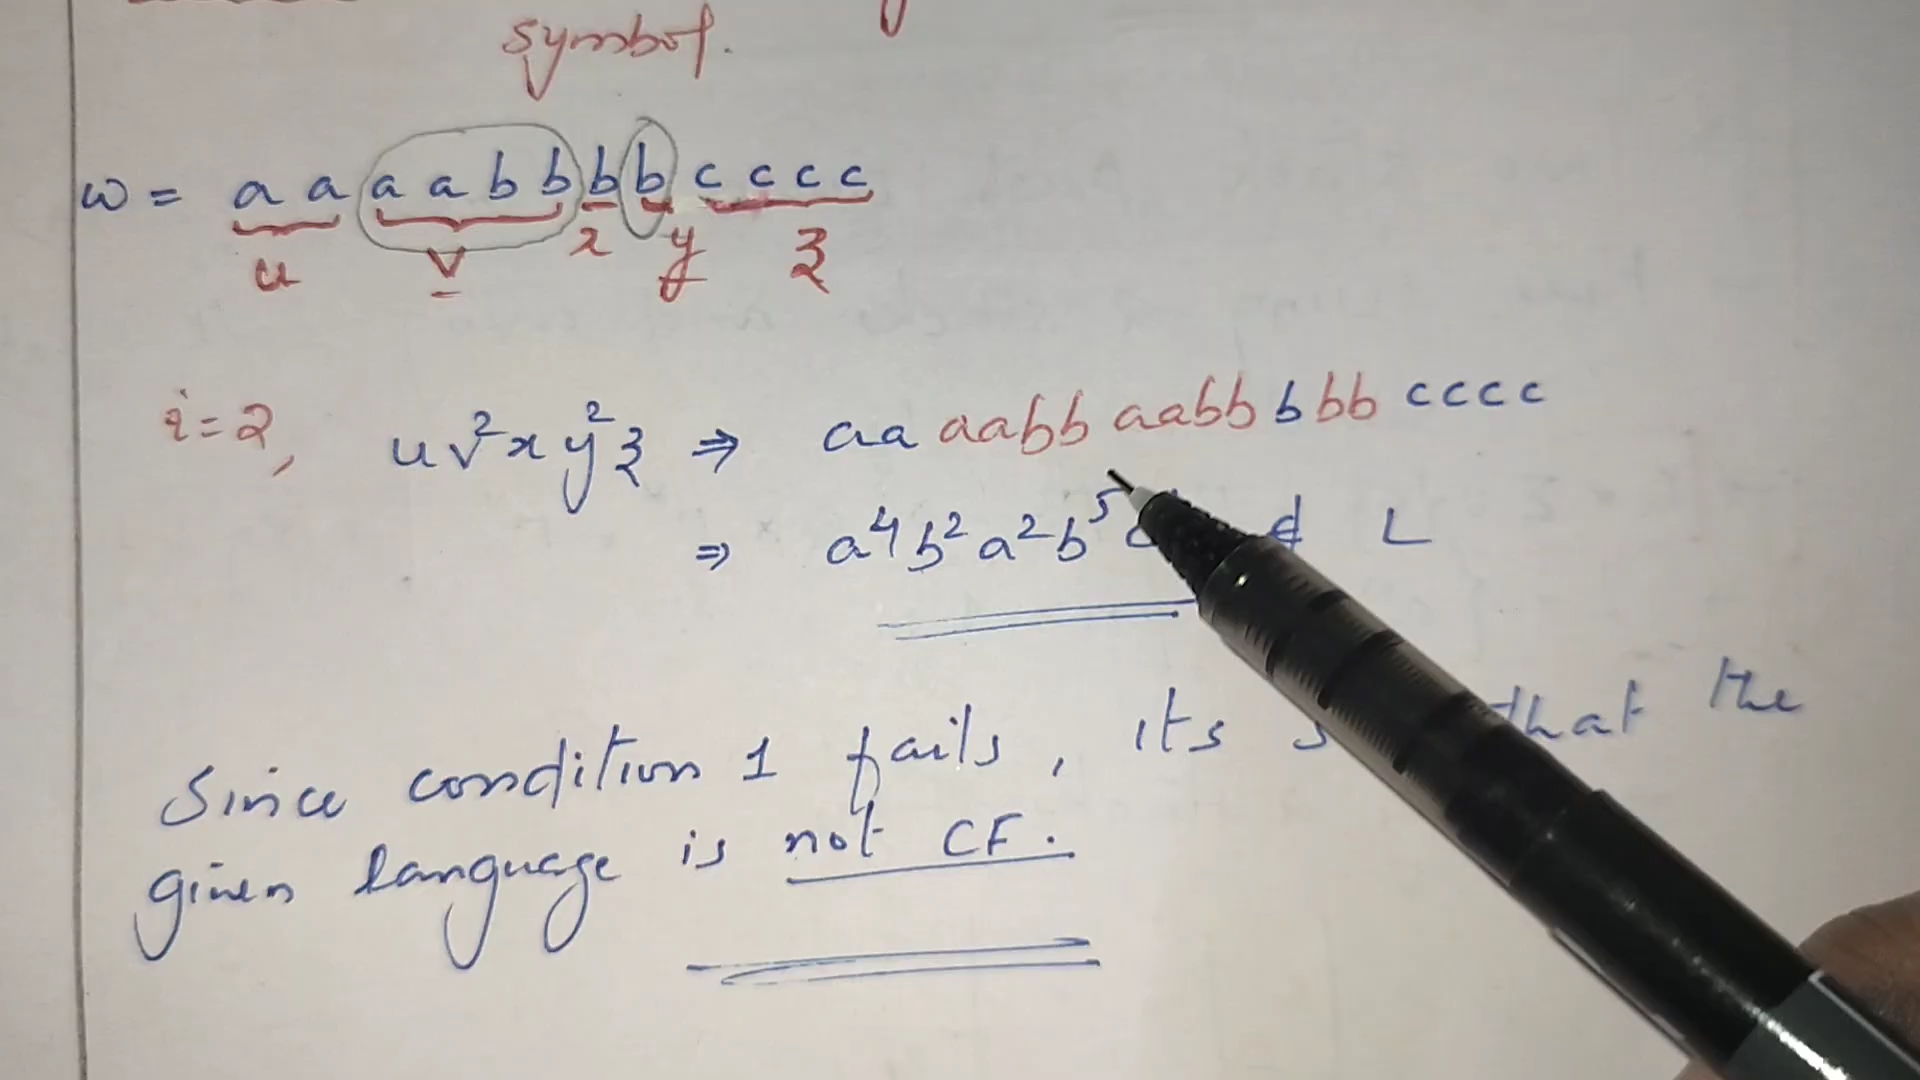 symbol.
w = a a a a b b b b c c c c
u v x y z
i=2, uv²xy²z ⇒ aa aabb aabb b bb cccc
⇒ a⁴b²a²b⁵ ∉ L
Since condition 1 fails, its that the
given language is not CF.